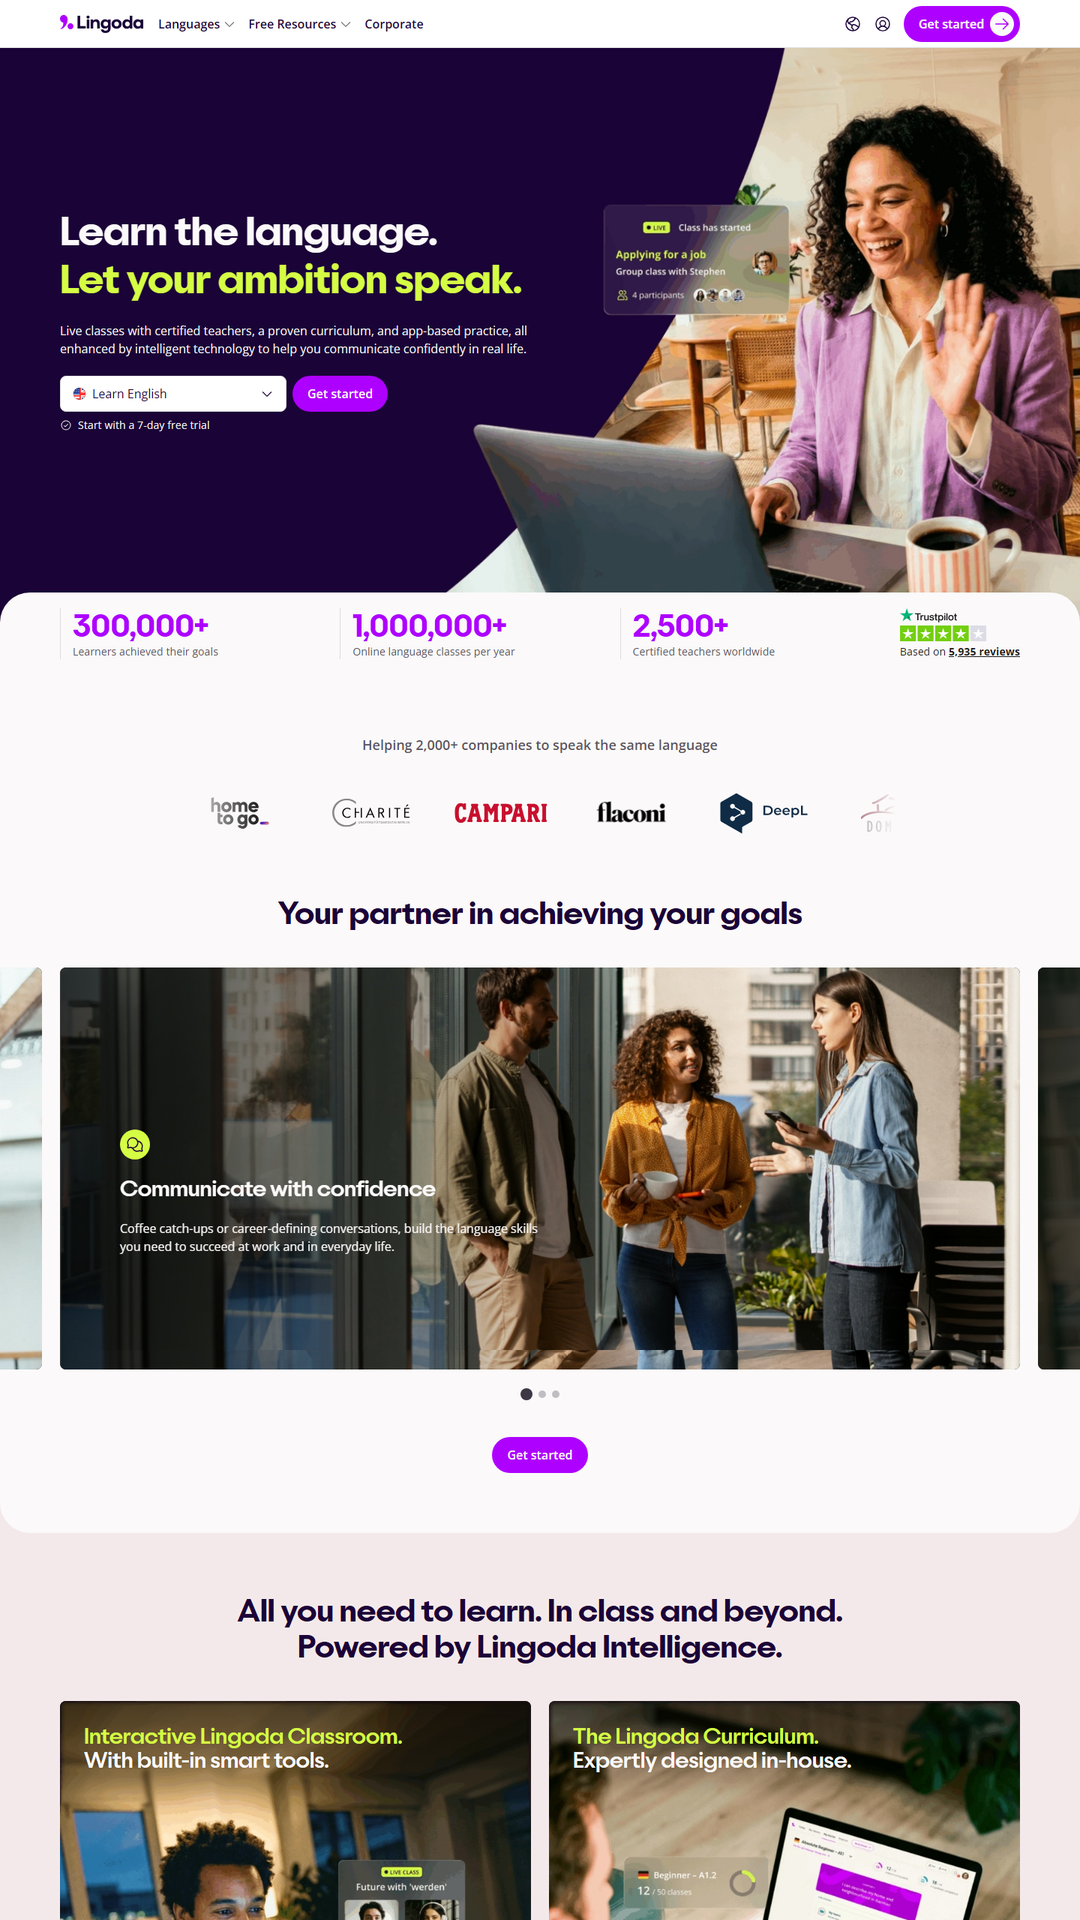 Lingoda
Languages
Free Resources
Corporate
Get started
Learn the language.
Let your ambition speak.
Live classes with certified teachers, a proven curriculum, and app-based practice, all
enhanced by intelligent technology to help you communicate confidently in real life.
Learn English
Get started
Start with a 7-day free trial
LIVE
Class has started
Applying for a job
Group class with Stephen
4 participants
300,000+
Learners achieved their goals
1,000,000+
Online language classes per year
2,500+
Certified teachers worldwide
Trustpilot
Based on 5,935 reviews
Helping 2,000+ companies to speak the same language
home
to go
CHARITÉ
CAMPARI
flaconi
DeepL
Your partner in achieving your goals
Communicate with confidence
Coffee catch-ups or career-defining conversations, build the language skills
you need to succeed at work and in everyday life.
Get started
All you need to learn. In class and beyond.
Powered by Lingoda Intelligence.
Interactive Lingoda Classroom.
With built-in smart tools.
LIVE CLASS
Future with 'werden'
The Lingoda Curriculum.
Expertly designed in-house.
Beginner – A1.2
12 / 50 classes